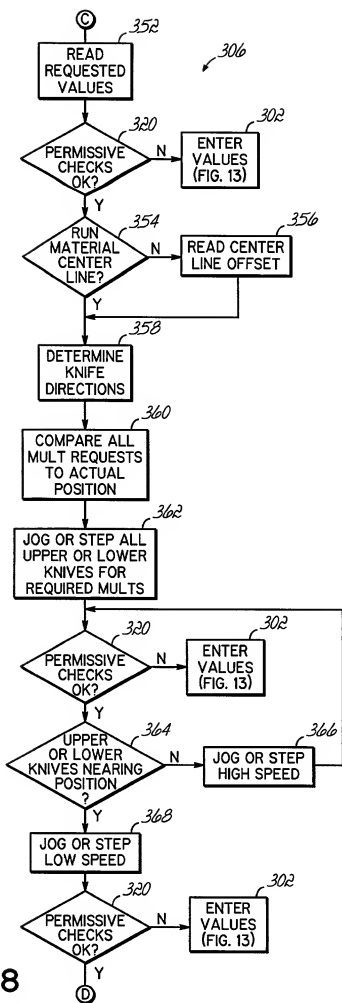 C
352
READ
REQUESTED
VALUES
306
320
PERMISSIVE
CHECKS
OK?
N
302
ENTER
VALUES
(FIG. 13)
Y
354
RUN
MATERIAL
CENTER
LINE?
N
356
READ CENTER
LINE OFFSET
Y
358
DETERMINE
KNIFE
DIRECTIONS
360
COMPARE ALL
MULT REQUESTS
TO ACTUAL
POSITION
362
JOG OR STEP ALL
UPPER OR LOWER
KNIVES FOR
REQUIRED MULTS
320
PERMISSIVE
CHECKS
OK?
N
302
ENTER
VALUES
(FIG. 13)
Y
364
UPPER
OR LOWER
KNIVES NEARING
POSITION
?
N
366
JOG OR STEP
HIGH SPEED
Y
368
JOG OR STEP
LOW SPEED
320
PERMISSIVE
CHECKS
OK?
N
302
ENTER
VALUES
(FIG. 13)
Y
8
D